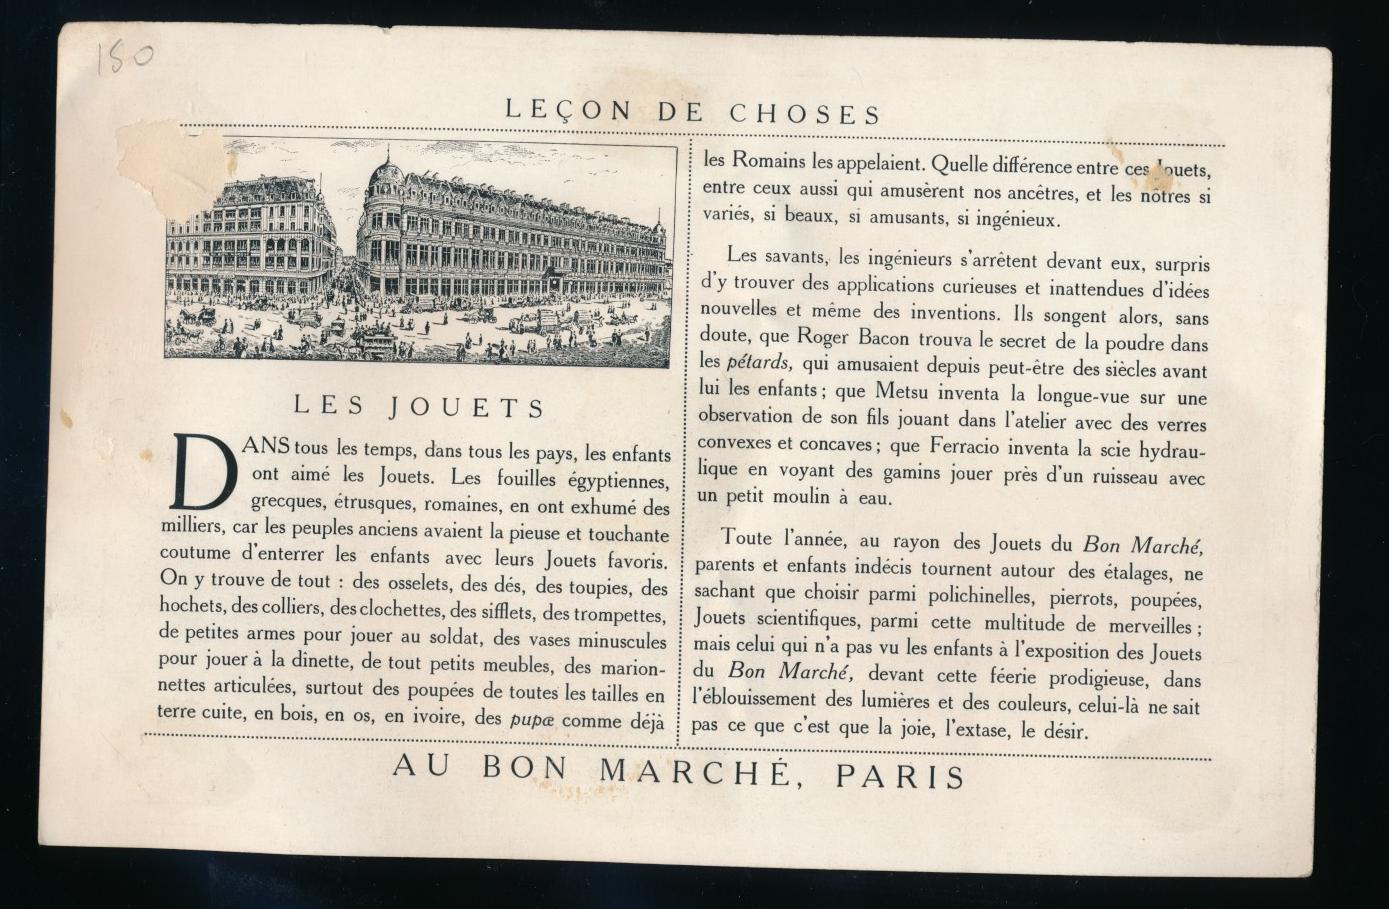 150
LEÇON DE CHOSES
LES JOUETS
DANS tous les temps, dans tous les pays, les enfants
ont aimé les Jouets. Les fouilles égyptiennes,
grecques, étrusques, romaines, en ont exhumé des
milliers, car les peuples anciens avaient la pieuse et touchante
coutume d'enterrer les enfants avec leurs Jouets favoris.
On y trouve de tout : des osselets, des dés, des toupies, des
hochets, des colliers, des clochettes, des sifflets, des trompettes,
de petites armes pour jouer au soldat, des vases minuscules
pour jouer à la dînette, de tout petits meubles, des marion-
nettes articulées, surtout des poupées de toutes les tailles en
terre cuite, en bois, en os, en ivoire, des pupæ comme déjà
les Romains les appelaient. Quelle différence entre ces Jouets,
entre ceux aussi qui amusèrent nos ancêtres, et les nôtres si
variés, si beaux, si amusants, si ingénieux.
Les savants, les ingénieurs s'arrêtent devant eux, surpris
d'y trouver des applications curieuses et inattendues d'idées
nouvelles et même des inventions. Ils songent alors, sans
doute, que Roger Bacon trouva le secret de la poudre dans
les pétards, qui amusaient depuis peut-être des siècles avant
lui les enfants ; que Metsu inventa la longue-vue sur une
observation de son fils jouant dans l'atelier avec des verres
convexes et concaves ; que Ferracio inventa la scie hydrau-
lique en voyant des gamins jouer près d'un ruisseau avec
un petit moulin à eau.
Toute l'année, au rayon des Jouets du Bon Marché,
parents et enfants indécis tournent autour des étalages, ne
sachant que choisir parmi polichinelles, pierrots, poupées,
Jouets scientifiques, parmi cette multitude de merveilles ;
mais celui qui n'a pas vu les enfants à l'exposition des Jouets
du Bon Marché, devant cette féerie prodigieuse, dans
l'éblouissement des lumières et des couleurs, celui-là ne sait
pas ce que c'est que la joie, l'extase, le désir.
AU BON MARCHÉ, PARIS